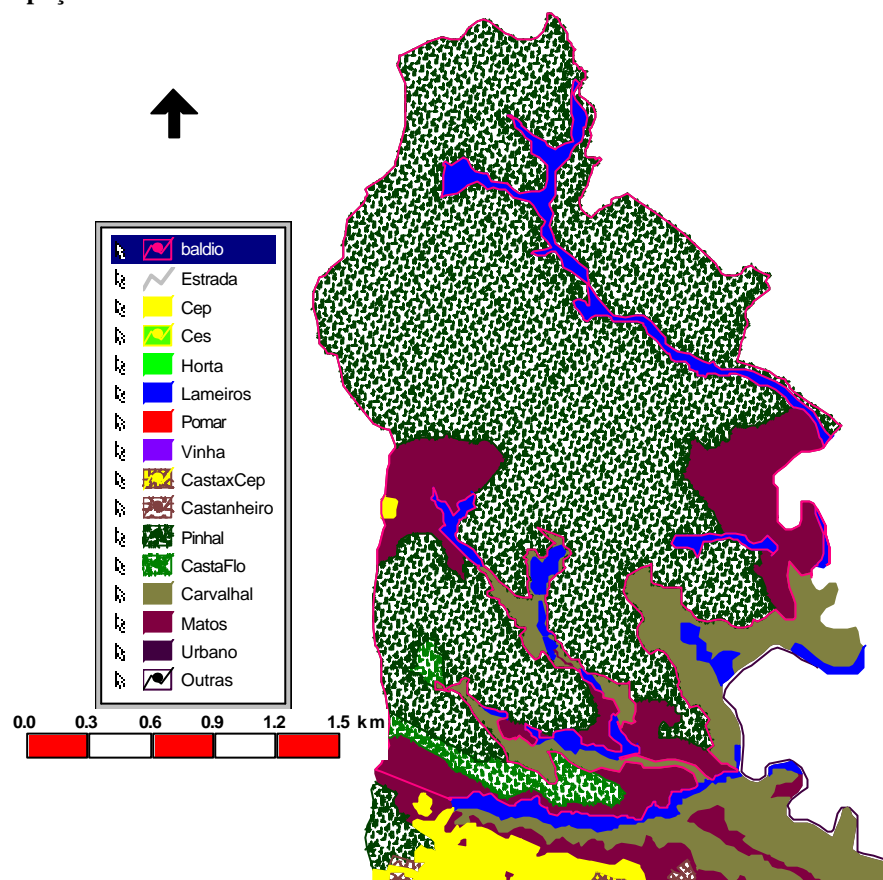 baldio
Estrada
Cep
Ces
Horta
Lameiros
Pomar
Vinha
CastaxCep
Castanheiro
Pinhal
CastaFlo
Carvalhal
Matos
Urbano
Outras
0.0 0.3 0.6 0.9 1.2 1.5 km